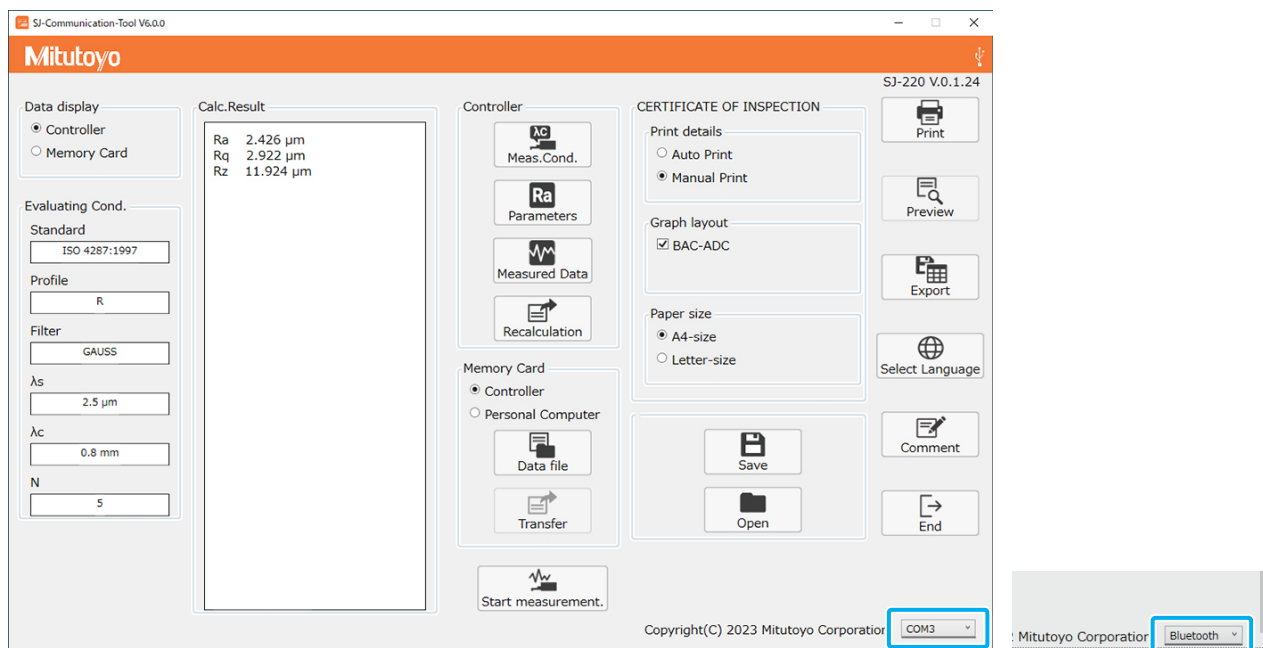 SJ-Communication-Tool V6.0.0
Mitutoyo
SJ-220 V.0.1.24
Data display
Controller
Memory Card
Evaluating Cond.
Standard
ISO 4287:1997
Profile
R
Filter
GAUSS
λs
2.5 µm
λc
0.8 mm
N
5
Calc.Result
Ra 2.426 µm
Rq 2.922 µm
Rz 11.924 µm
Controller
λC
Meas.Cond.
Ra
Parameters
Measured Data
Recalculation
Memory Card
Controller
Personal Computer
Data file
Transfer
Start measurement.
CERTIFICATE OF INSPECTION
Print details
Auto Print
Manual Print
Graph layout
BAC-ADC
Paper size
A4-size
Letter-size
Save
Open
Print
Preview
Export
Select Language
Comment
End
Copyright(C) 2023 Mitutoyo Corporation
COM3
Mitutoyo Corporation
Bluetooth